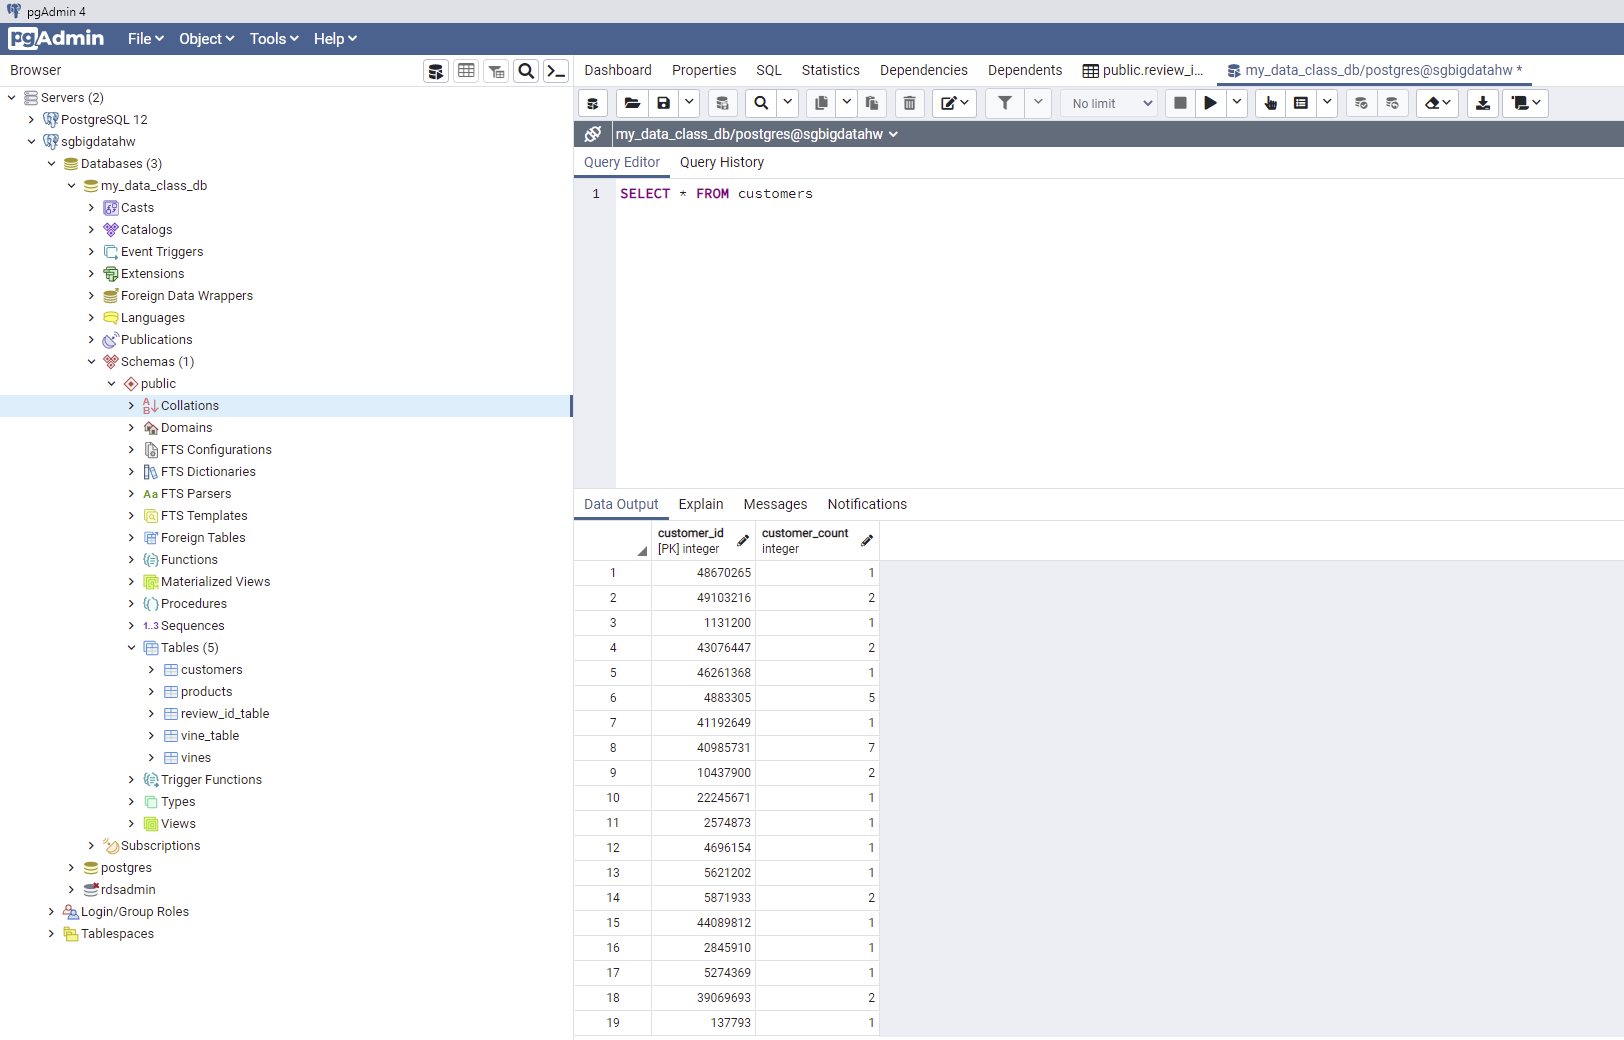 pgAdmin 4
pgAdmin File Object Tools Help
Browser
Dashboard Properties SQL Statistics Dependencies Dependents public.review_i... my_data_class_db/postgres@sgbigdatahw *
No limit
my_data_class_db/postgres@sgbigdatahw
Query Editor Query History
1 SELECT * FROM customers
Servers (2)
PostgreSQL 12
sgbigdatahw
Databases (3)
my_data_class_db
Casts
Catalogs
Event Triggers
Extensions
Foreign Data Wrappers
Languages
Publications
Schemas (1)
public
Collations
Domains
FTS Configurations
FTS Dictionaries
Aa FTS Parsers
FTS Templates
Foreign Tables
Functions
Materialized Views
Procedures
1..3 Sequences
Tables (5)
customers
products
review_id_table
vine_table
vines
Trigger Functions
Types
Views
Subscriptions
postgres
rdsadmin
Login/Group Roles
Tablespaces
Data Output Explain Messages Notifications
customer_id customer_count
[PK] integer integer
1 48670265 1
2 49103216 2
3 1131200 1
4 43076447 2
5 46261368 1
6 4883305 5
7 41192649 1
8 40985731 7
9 10437900 2
10 22245671 1
11 2574873 1
12 4696154 1
13 5621202 1
14 5871933 2
15 44089812 1
16 2845910 1
17 5274369 1
18 39069693 2
19 137793 1